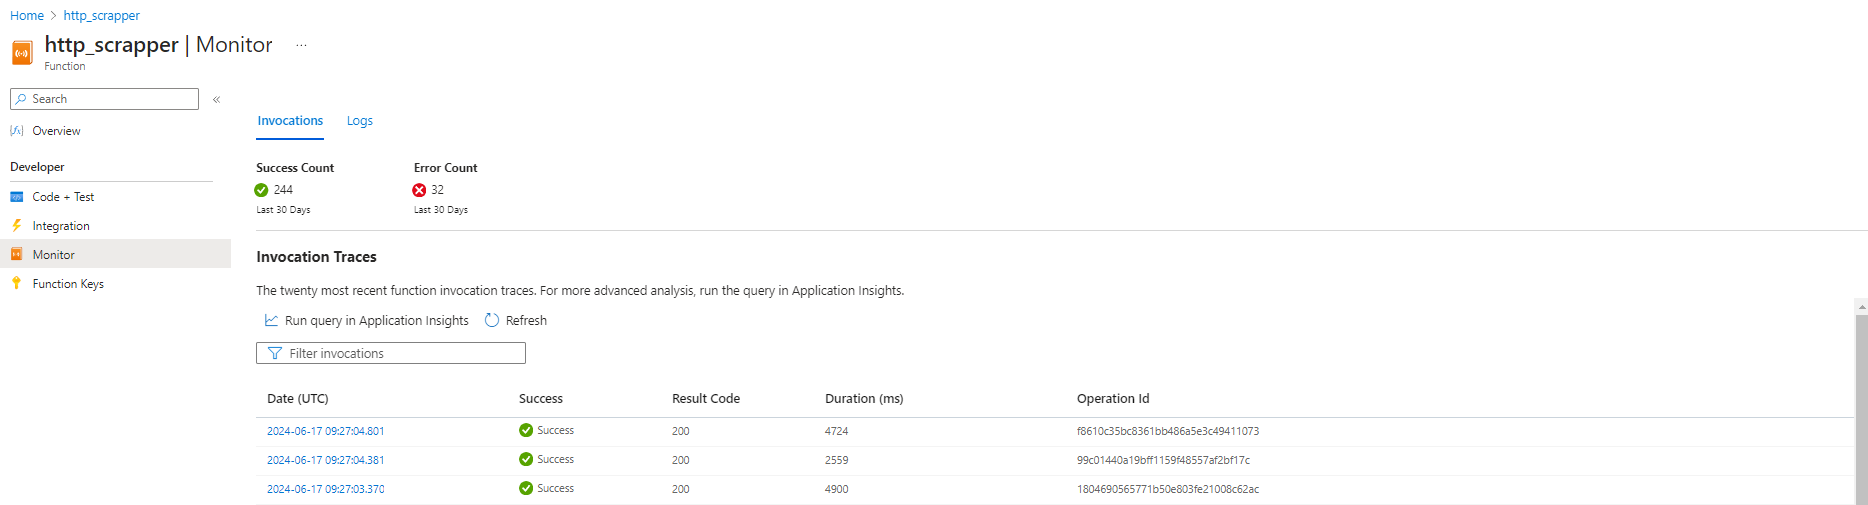 Home > http_scrapper
http_scrapper | Monitor ...
Function
Search «
Overview
Developer
Code + Test
Integration
Monitor
Function Keys
Invocations Logs
Success Count Error Count
244 32
Last 30 Days Last 30 Days
Invocation Traces
The twenty most recent function invocation traces. For more advanced analysis, run the query in Application Insights.
Run query in Application Insights Refresh
Filter invocations
Date (UTC) Success Result Code Duration (ms) Operation Id
2024-06-17 09:27:04.801 Success 200 4724 f8610c35bc8361bb486a5e3c49411073
2024-06-17 09:27:04.381 Success 200 2559 99c01440a19bff1159f48557af2bf17c
2024-06-17 09:27:03.370 Success 200 4900 1804690565771b50e803fe21008c62ac